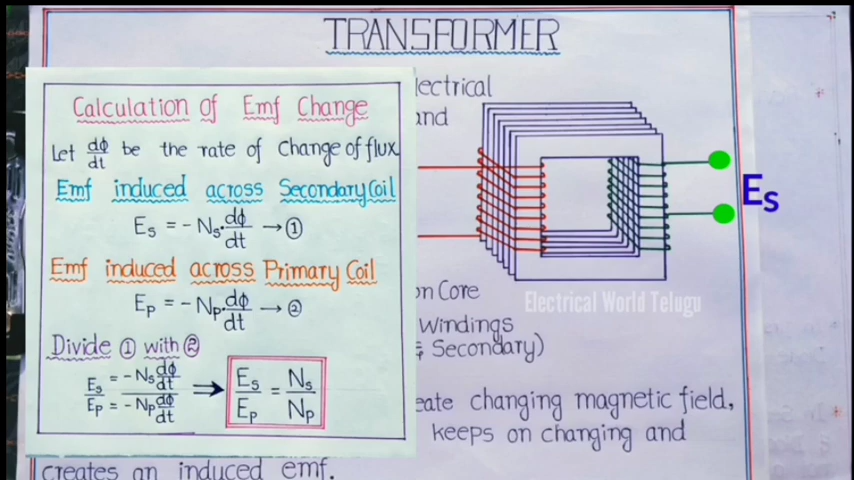 TRANSFORMER
Calculation of Emf Change
Let dϕ/dt be the rate of change of flux
Emf induced across Secondary Coil
Es = - Ns.dϕ/dt → ①
Emf induced across Primary Coil
Ep = - Np.dϕ/dt → ②
Divide ① with ②
Es/Ep = - Ns dϕ/dt / - Np dϕ/dt ⇒ Es/Ep = Ns/Np
lectrical
and
Es
on Core
Electrical World Telugu
Windings
Secondary)
eate changing magnetic field,
keeps on changing and
creates an induced emf.